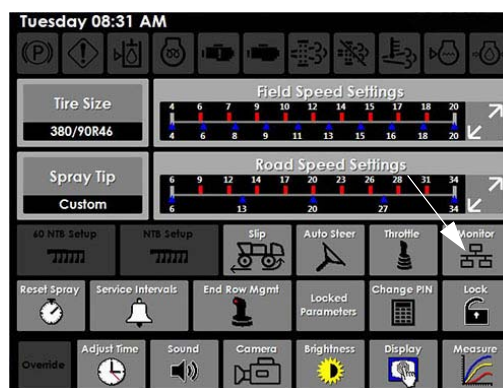 Tuesday 08:31 AM
Tire Size
380/90R46
Field Speed Settings
4 6 7 9 10 12 14 15 17 18 20
4 6 8 9 11 13 15 16 18 20
Spray Tip
Custom
Road Speed Settings
6 9 12 14 17 20 23 26 28 31 34
6 13 20 27 34
60 NTB Setup
NTB Setup
Slip
Auto Steer
Throttle
Monitor
Reset Spray
Service Intervals
End Row Mgmt
Locked
Parameters
Change PIN
Lock
Override
Adjust Time
Sound
Camera
Brightness
Display
Measure